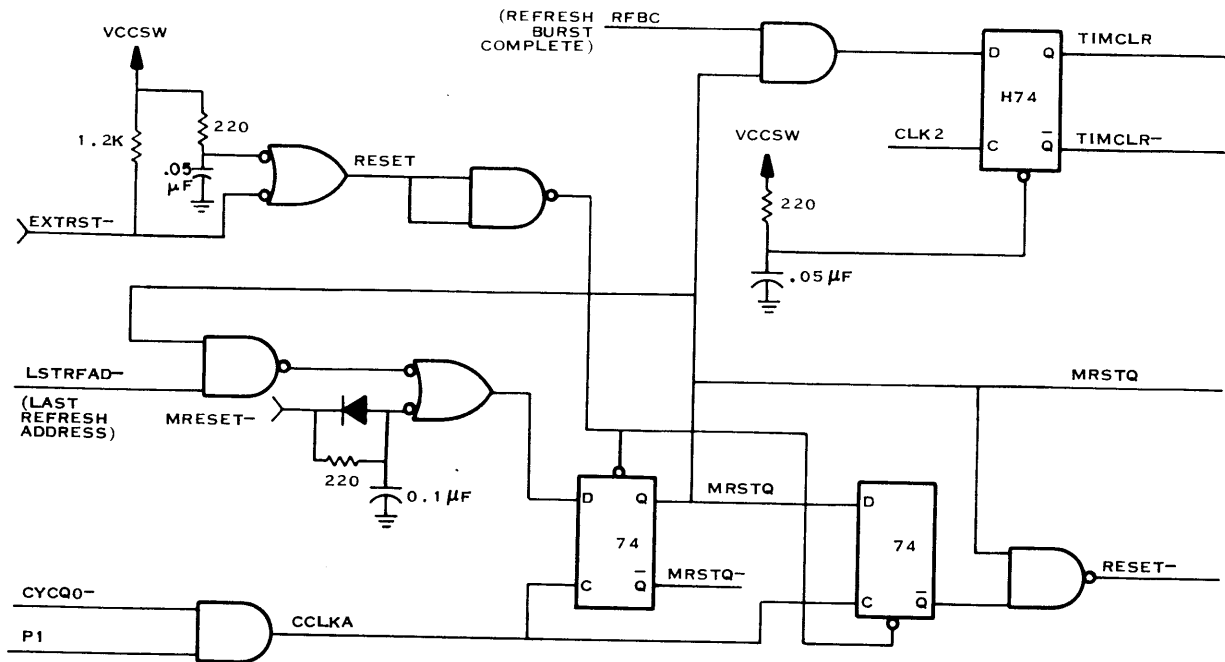 (REFRESH RFBC
BURST
COMPLETE)
VCCSW
1.2K
220
.05
µF
RESET
EXTRST-
D Q
H74
C Q
TIMCLR
TIMCLR-
CLK2
VCCSW
220
.05µF
LSTRFAD-
(LAST
REFRESH
ADDRESS)
MRESET-
220
0.1µF
D Q
74
C Q
MRSTQ
MRSTQ-
D
74
C Q
MRSTQ
RESET-
CYCQ0-
P1
CCLKA